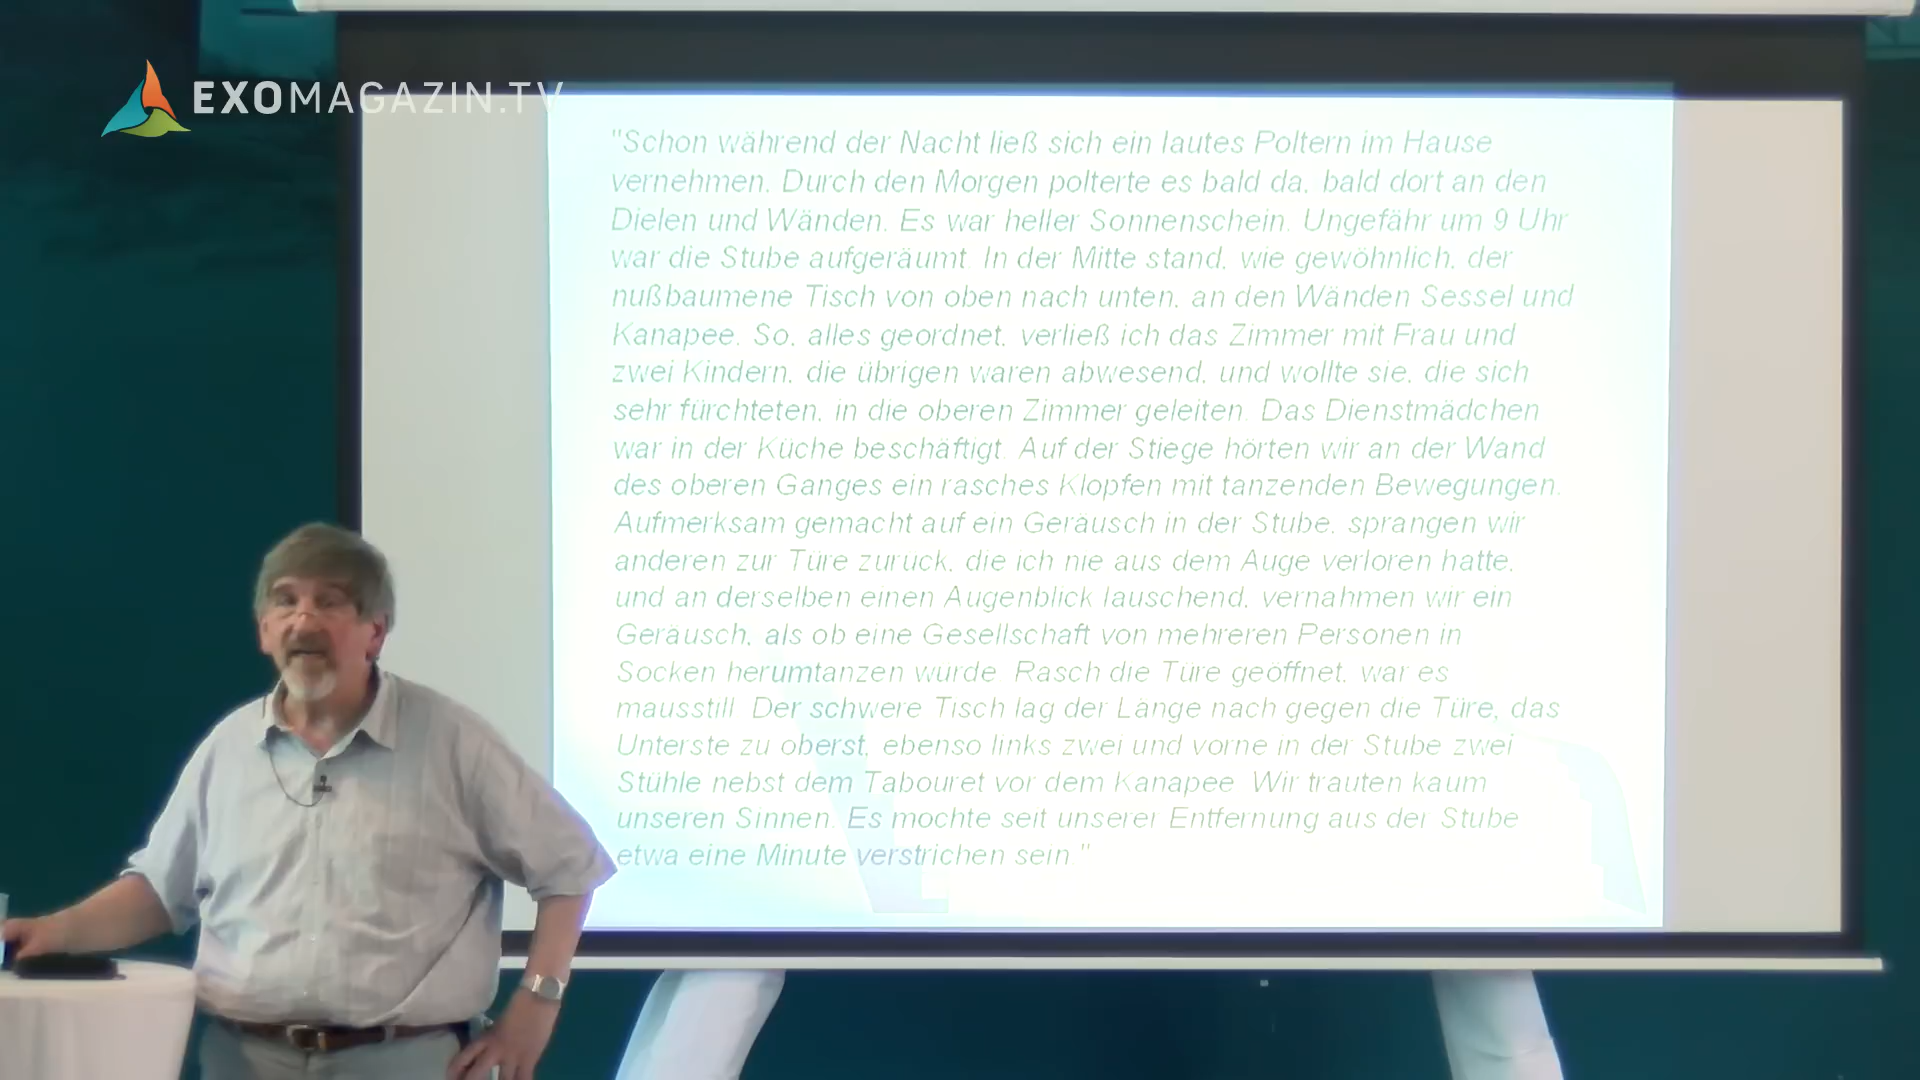 EXOMAGAZIN.TV
"Schon während der Nacht ließ sich ein lautes Poltern im Hause
vernehmen. Durch den Morgen polterte es bald da, bald dort an den
Dielen und Wänden. Es war heller Sonnenschein. Ungefähr um 9 Uhr
war die Stube aufgeräumt. In der Mitte stand, wie gewöhnlich, der
nußbaumene Tisch von oben nach unten, an den Wänden Sessel und
Kanapee. So, alles geordnet, verließ ich das Zimmer mit Frau und
zwei Kindern, die übrigen waren abwesend, und wollte sie, die sich
sehr fürchteten, in die oberen Zimmer geleiten. Das Dienstmädchen
war in der Küche beschäftigt. Auf der Stiege hörten wir an der Wand
des oberen Ganges ein rasches Klopfen mit tanzenden Bewegungen.
Aufmerksam gemacht auf ein Geräusch in der Stube, sprangen wir
anderen zur Türe zurück, die ich nie aus dem Auge verloren hatte,
und an derselben einen Augenblick lauschend, vernahmen wir ein
Geräusch, als ob eine Gesellschaft von mehreren Personen in
Socken herumtanzen würde. Rasch die Türe geöffnet, war es
mausstill. Der schwere Tisch lag der Länge nach gegen die Türe, das
Unterste zu oberst, ebenso links zwei und vorne in der Stube zwei
Stühle nebst dem Tabouret vor dem Kanapee. Wir trauten kaum
unseren Sinnen. Es mochte seit unserer Entfernung aus der Stube
etwa eine Minute verstrichen sein."